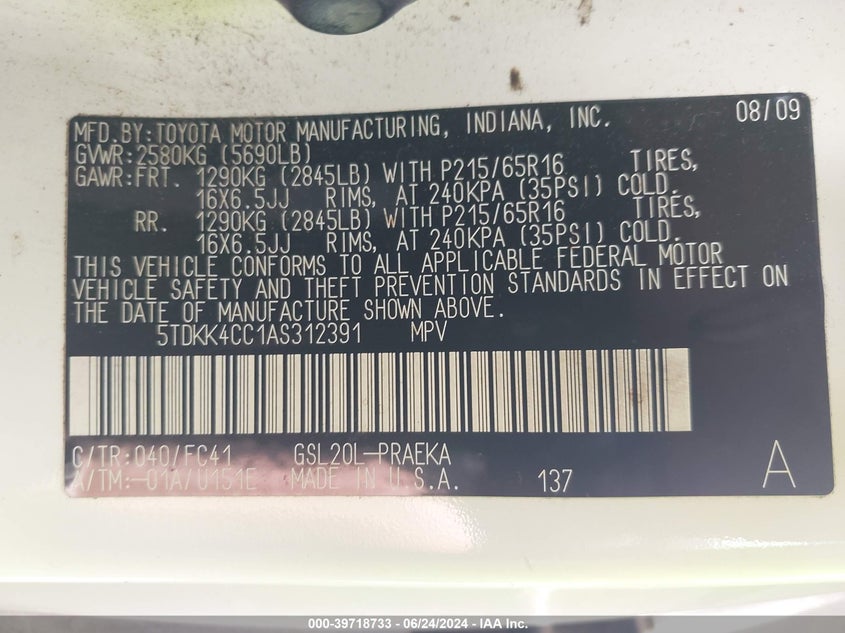 MFD.BY:TOYOTA MOTOR MANUFACTURING, INDIANA, INC. 08/09
GVWR:2580KG (5690LB)
GAWR:FRT. 1290KG (2845LB) WITH P215/65R16 TIRES,
16X6.5JJ RIMS, AT 240KPA (35PSI) COLD.
RR. 1290KG (2845LB) WITH P215/65R16 TIRES,
16X6.5JJ RIMS, AT 240KPA (35PSI) COLD.
THIS VEHICLE CONFORMS TO ALL APPLICABLE FEDERAL MOTOR
VEHICLE SAFETY AND THEFT PREVENTION STANDARDS IN EFFECT ON
THE DATE OF MANUFACTURE SHOWN ABOVE.
5TDKK4CC1AS312391 MPV
C/TR:040/FC41 GSL20L-PRAEKA
A/TM:-01A/U151E MADE IN U.S.A. 137 A
000-39718733 - 06/24/2024 - IAA Inc.